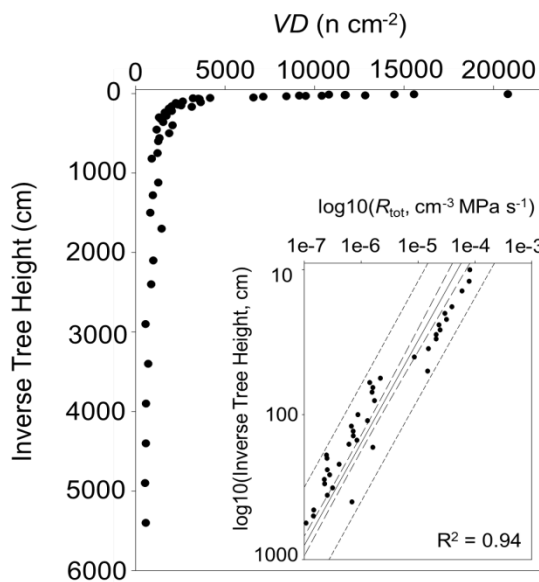 VD (n cm-2)
0 5000 10000 15000 20000
0
1000
2000
3000
4000
5000
6000
Inverse Tree Height (cm)
log10(Rtot, cm-3 MPa s-1)
1e-7 1e-6 1e-5 1e-4 1e-3
10
100
1000
log10(Inverse Tree Height, cm)
R2 = 0.94